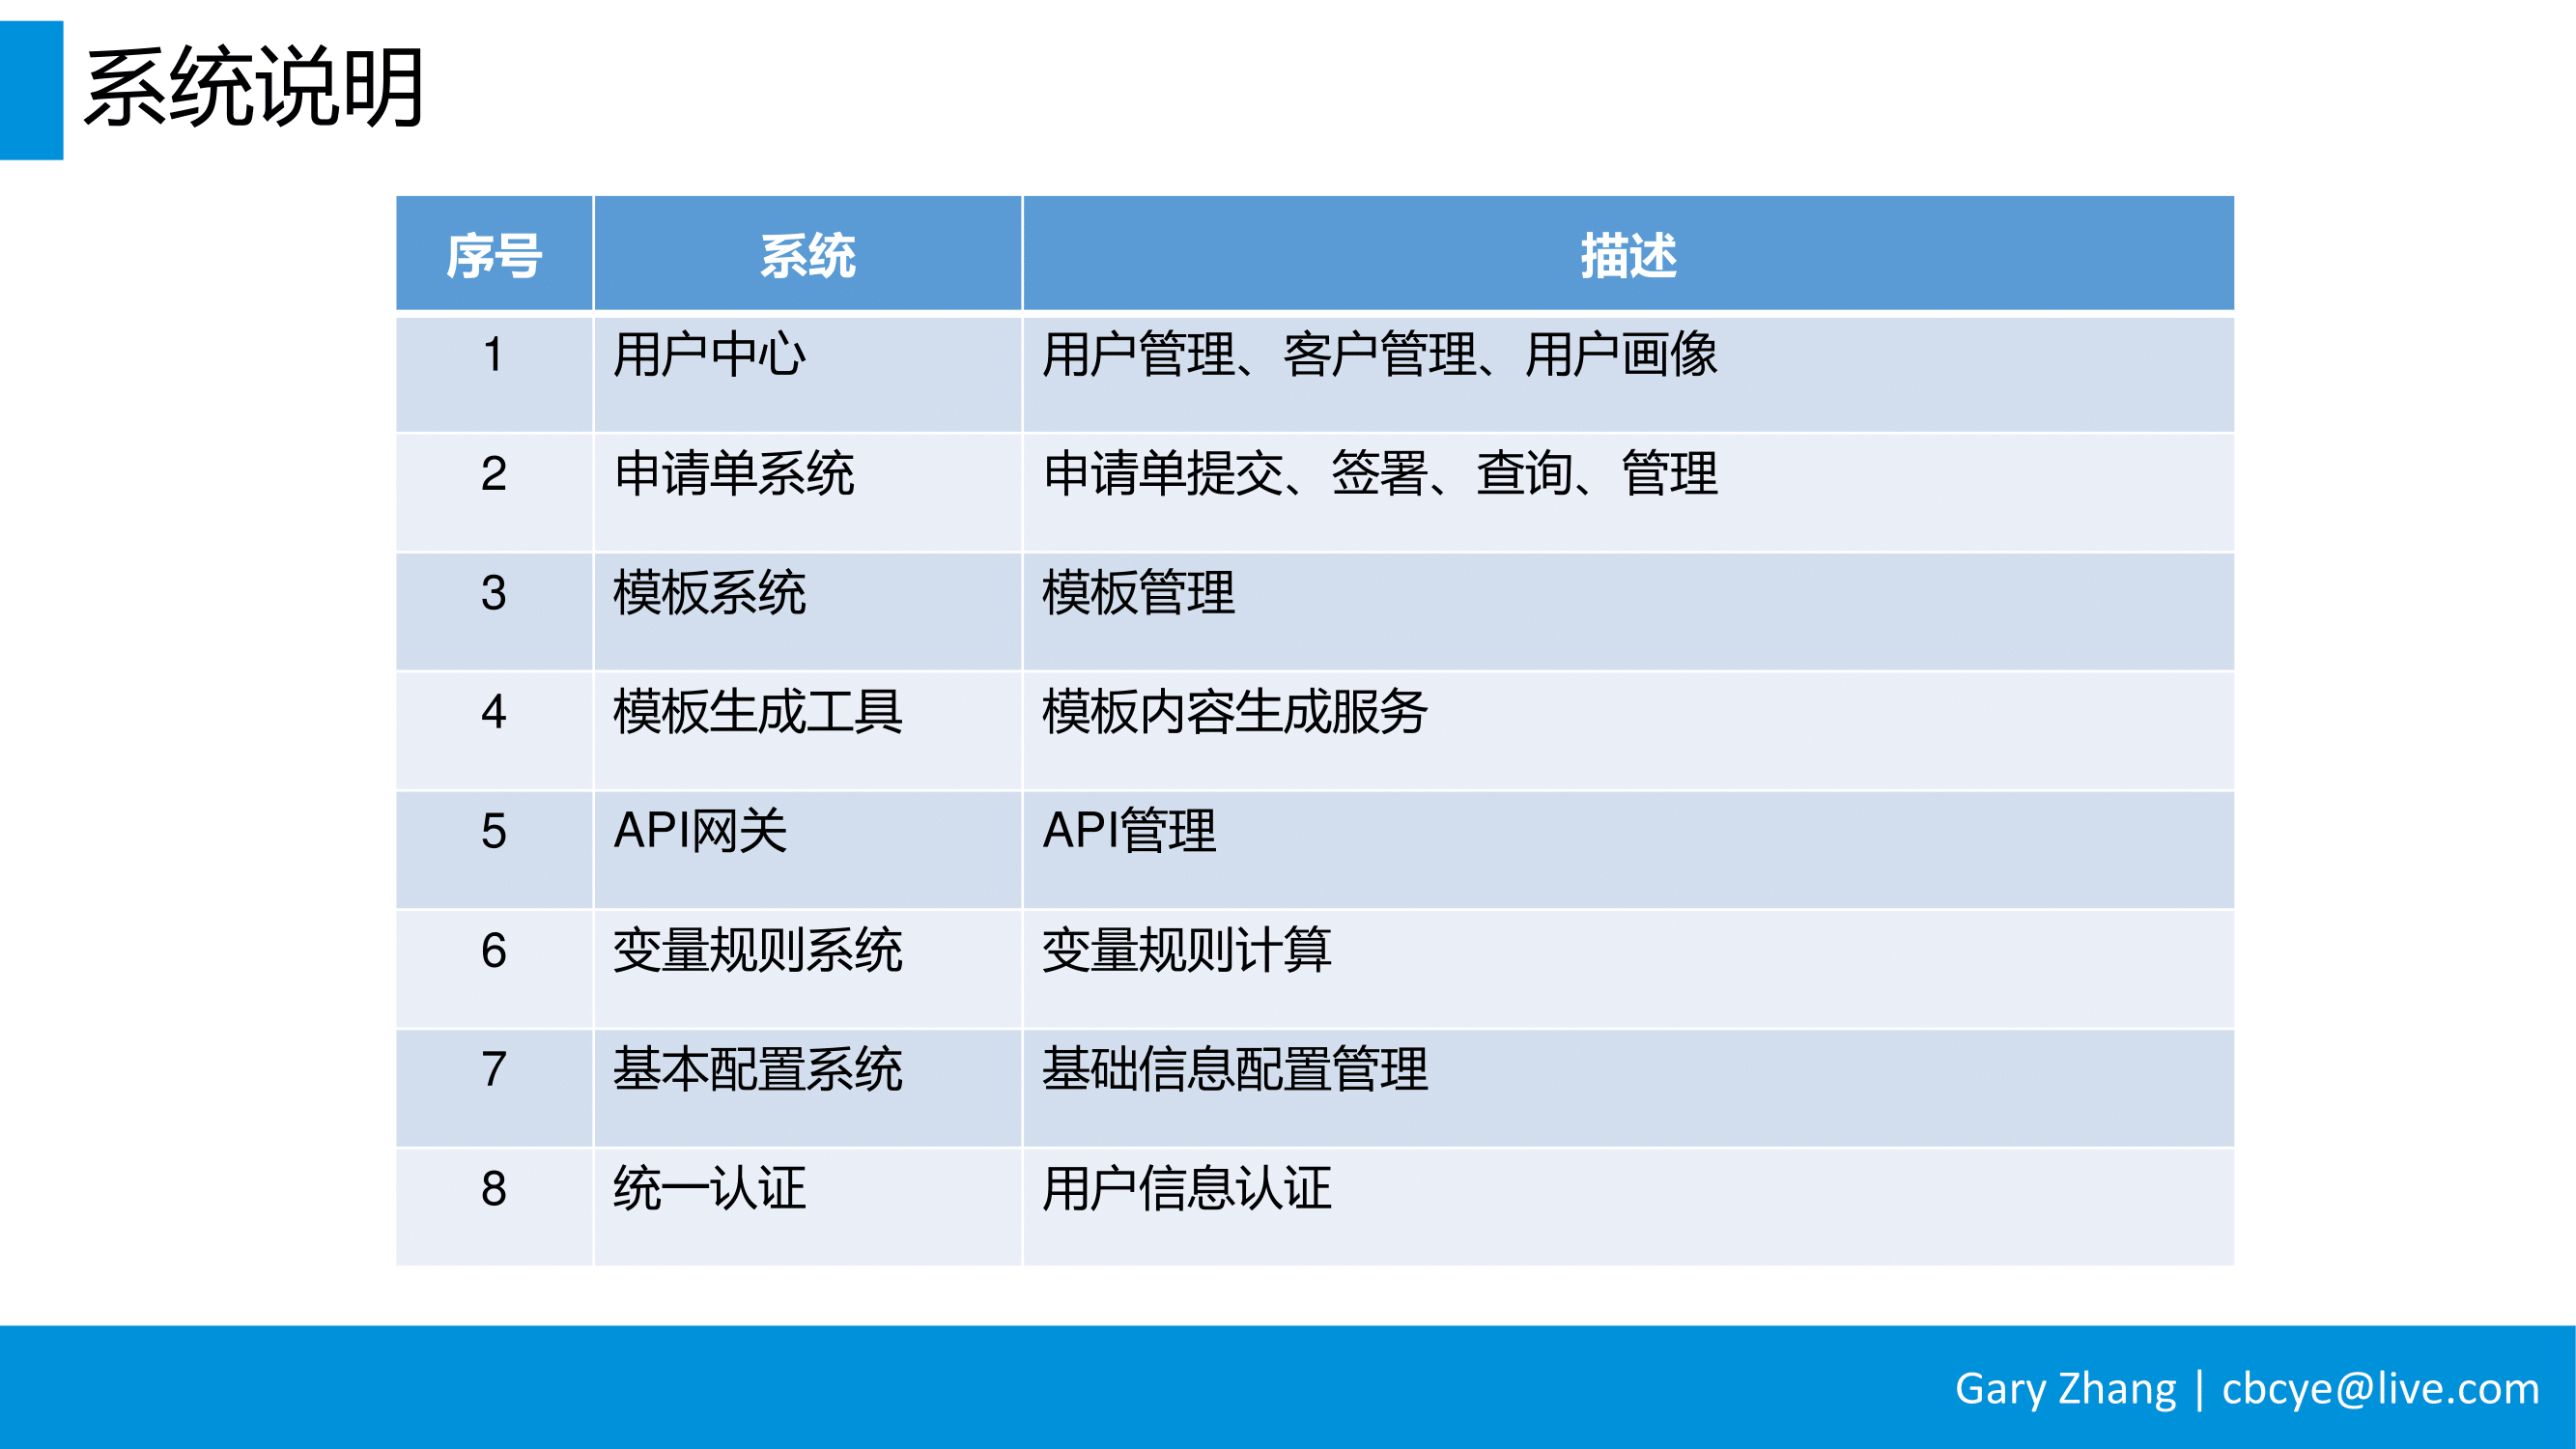 系统说明
序号 系统 描述
1 用户中心 用户管理、客户管理、用户画像
2 申请单系统 申请单提交、签署、查询、管理
3 模板系统 模板管理
4 模板生成工具 模板内容生成服务
5 API网关 API管理
6 变量规则系统 变量规则计算
7 基本配置系统 基础信息配置管理
8 统一认证 用户信息认证
Gary Zhang | cbcye@live.com